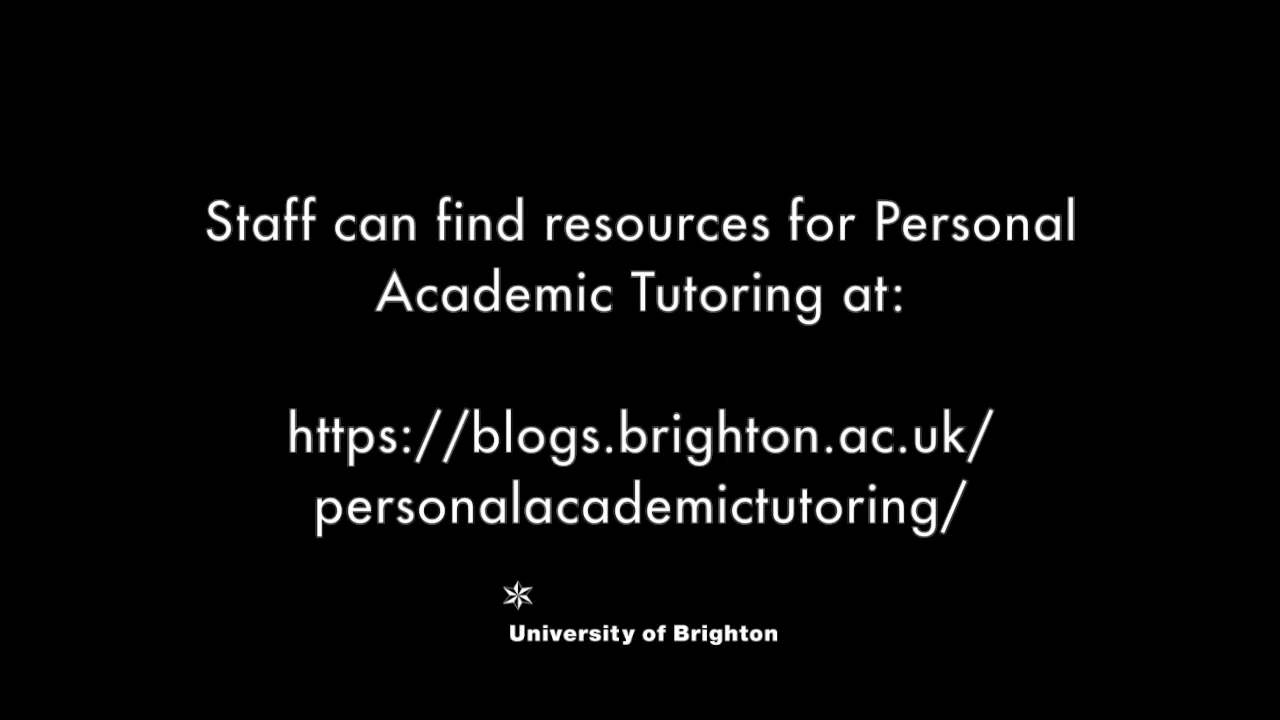 Staff can find resources for Personal
Academic Tutoring at:
https://blogs.brighton.ac.uk/
personalacademictutoring/
University of Brighton